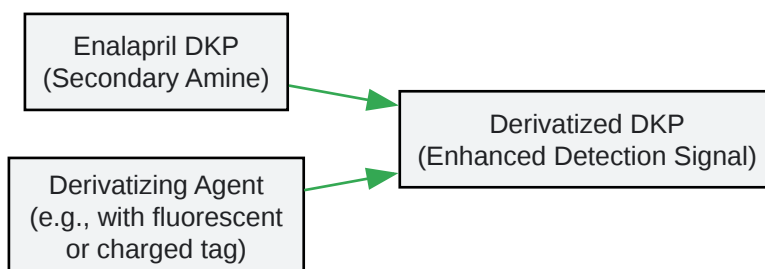 Enalapril DKP
(Secondary Amine)
Derivatized DKP
(Enhanced Detection Signal)
Derivatizing Agent
(e.g., with fluorescent
or charged tag)